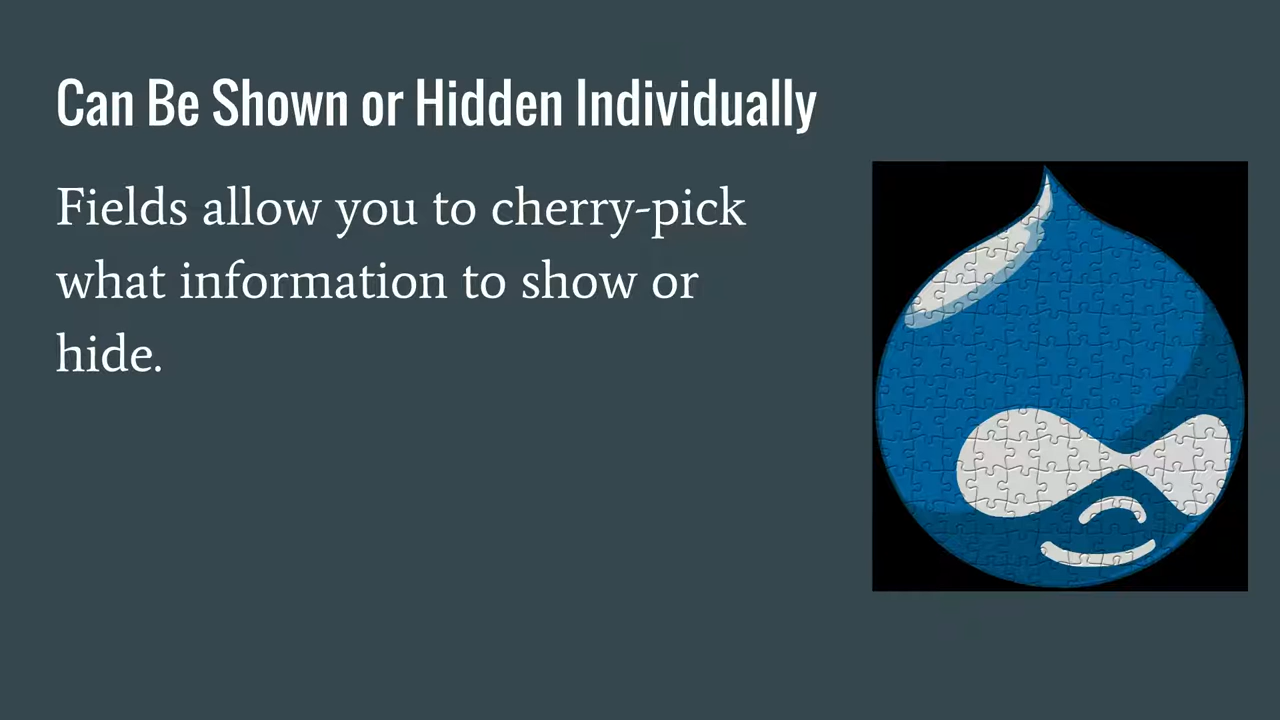 Can Be Shown or Hidden Individually
Fields allow you to cherry-pick
what information to show or
hide.